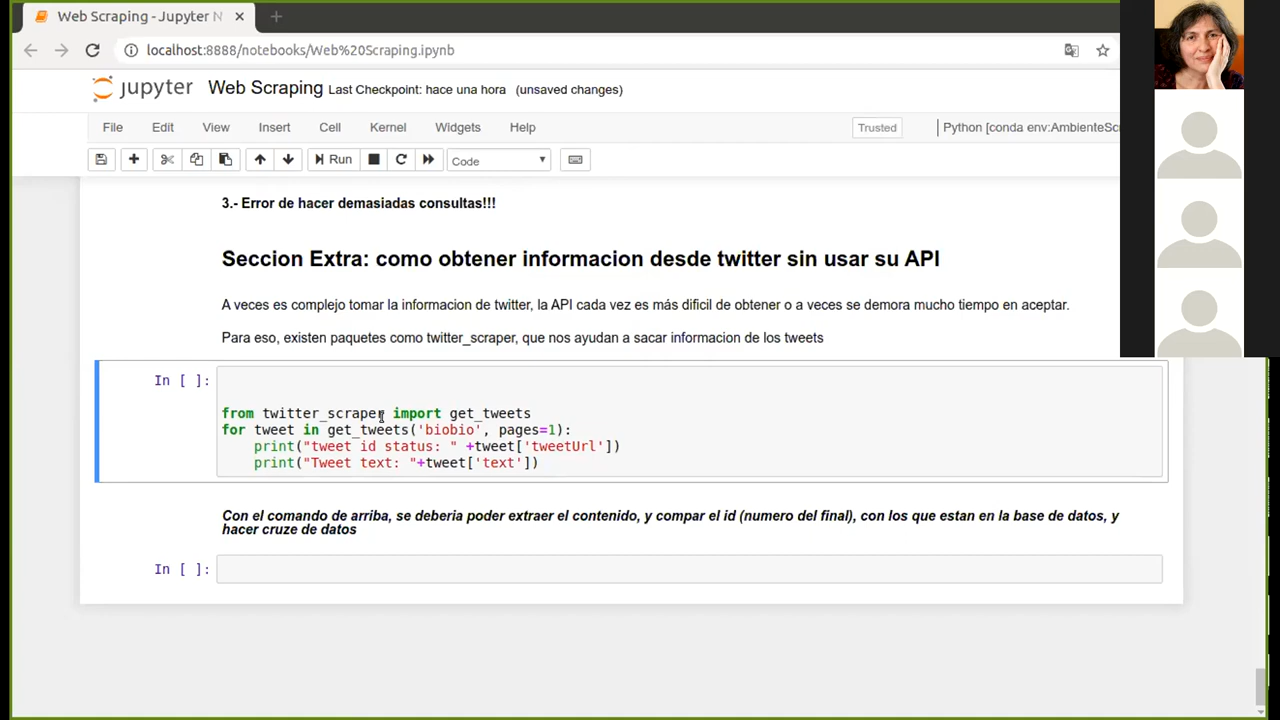 Web Scraping - Jupyter N
localhost:8888/notebooks/Web%20Scraping.ipynb
jupyter Web Scraping Last Checkpoint: hace una hora (unsaved changes)
File Edit View Insert Cell Kernel Widgets Help Trusted Python [conda env:AmbienteScr
Run Code
3.- Error de hacer demasiadas consultas!!!
Seccion Extra: como obtener informacion desde twitter sin usar su API
A veces es complejo tomar la informacion de twitter, la API cada vez es más dificil de obtener o a veces se demora mucho tiempo en aceptar.
Para eso, existen paquetes como twitter_scraper, que nos ayudan a sacar informacion de los tweets
In [ ]:
from twitter_scraper import get_tweets
for tweet in get_tweets('biobio', pages=1):
print("tweet id status: " +tweet['tweetUrl'])
print("Tweet text: "+tweet['text'])
Con el comando de arriba, se deberia poder extraer el contenido, y compar el id (numero del final), con los que estan en la base de datos, y
hacer cruze de datos
In [ ]: